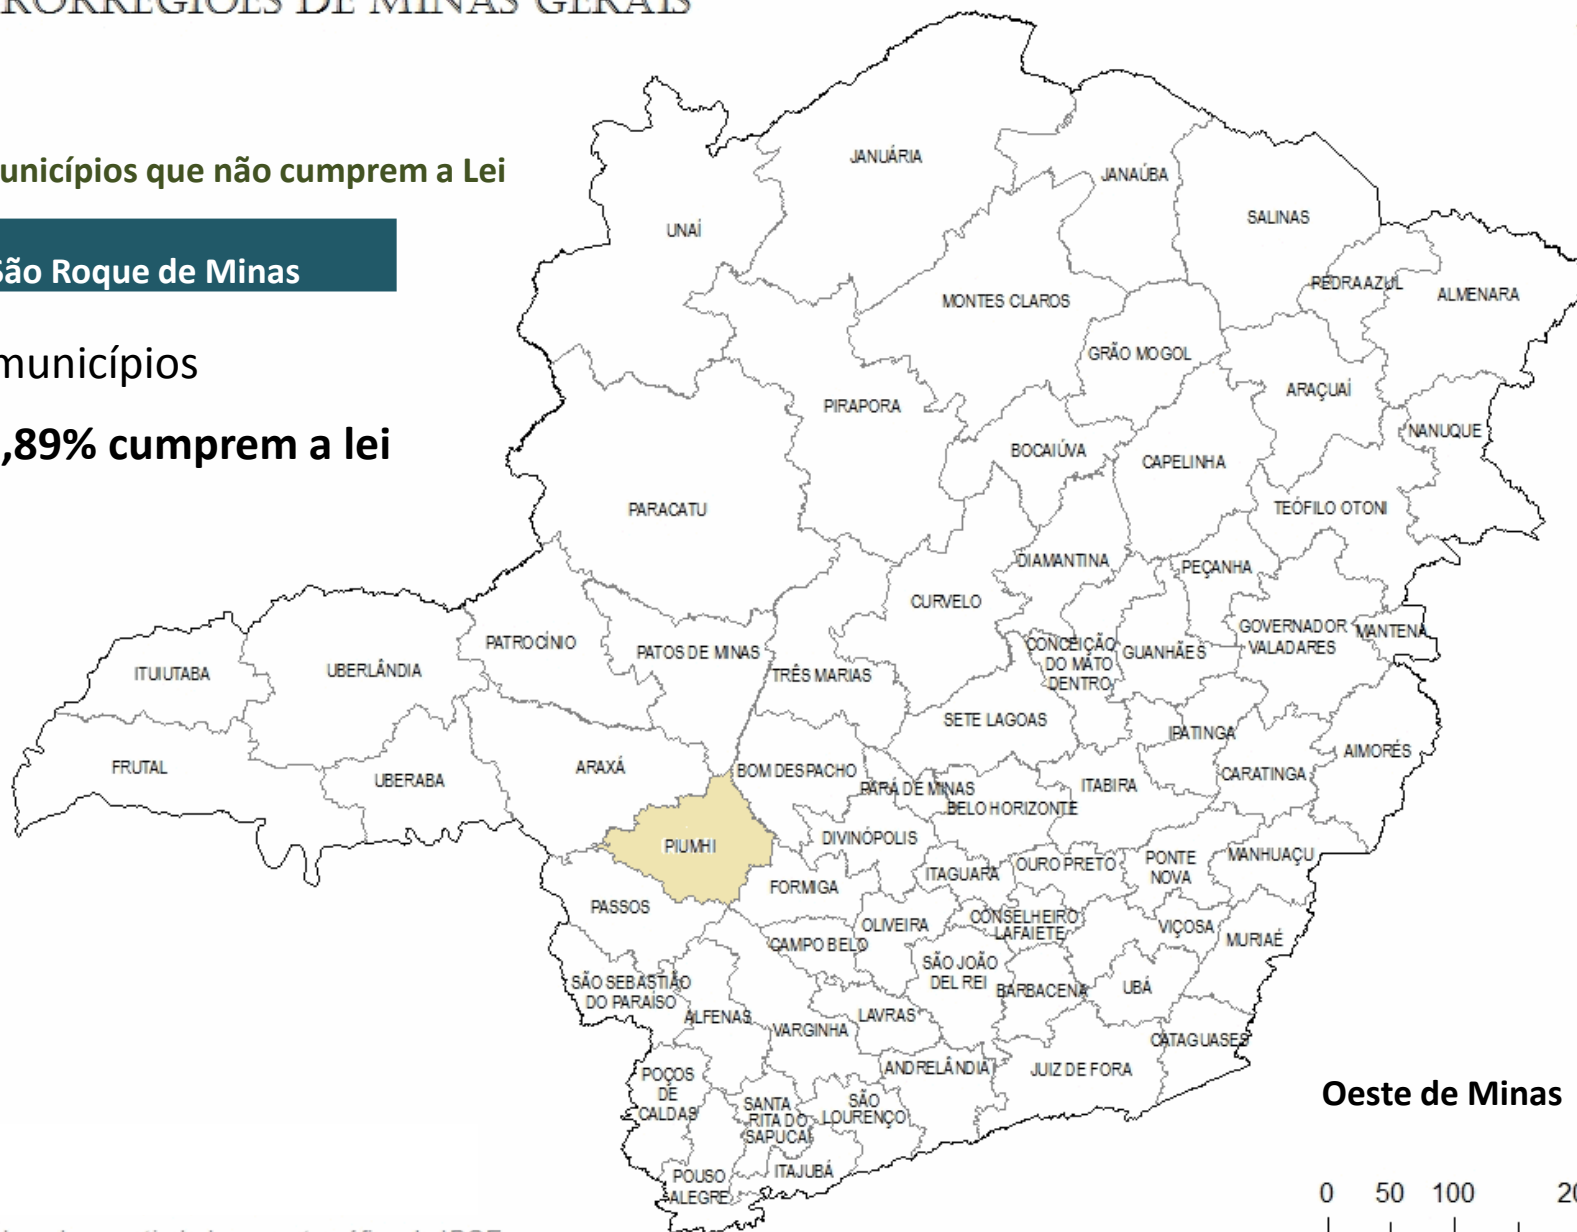 RORREGIÕES DE MINAS GERAIS
unicípios que não cumprem a Lei
São Roque de Minas
municípios
,89% cumprem a lei
JANUÁRIA
JANAÚBA
SALINAS
UNAÍ
PEDRA AZUL
ALMENARA
MONTES CLAROS
GRÃO MOGOL
ARAÇUAÍ
PIRAPORA
NANUQUE
BOCAIÚVA
CAPELINHA
PARACATU
TEÓFILO OTONI
DIAMANTINA
PEÇANHA
CURVELO
GOVERNADOR
VALADARES
MANTENA
PATROCÍNIO
PATOS DE MINAS
CONCEIÇÃO
DO MATO
DENTRO
GUANHÃES
ITUIUTABA
UBERLÂNDIA
TRÊS MARIAS
SETE LAGOAS
IPATINGA
AIMORÉS
FRUTAL
UBERABA
ARAXÁ
BOM DESPACHO
PARÁ DE MINAS
BELO HORIZONTE
ITABIRA
CARATINGA
PIUMHI
DIVINÓPOLIS
ITAGUARA
OURO PRETO
PONTE
NOVA
MANHUAÇU
PASSOS
FORMIGA
OLIVEIRA
CONSELHEIRO
LAFAIETE
VIÇOSA
MURIAÉ
CAMPO BELO
SÃO JOÃO
DEL REI
BARBACENA
UBÁ
SÃO SEBASTIÃO
DO PARAÍSO
ALFENAS
VARGINHA
LAVRAS
CATAGUASES
ANDRELÂNDIA
JUIZ DE FORA
POÇOS
DE
CALDAS
SANTA
RITA DO
SAPUCAÍ
SÃO
LOURENÇO
Oeste de Minas
POUSO
ALEGRE
ITAJUBÁ
0 50 100 20